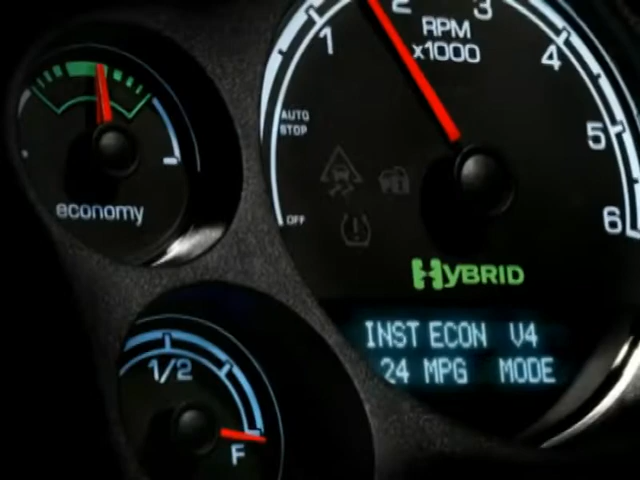 1
2
3
4
5
6
RPM
x1000
AUTO
STOP
OFF
economy
HYBRID
INST ECON V4
24 MPG MODE
1/2
F